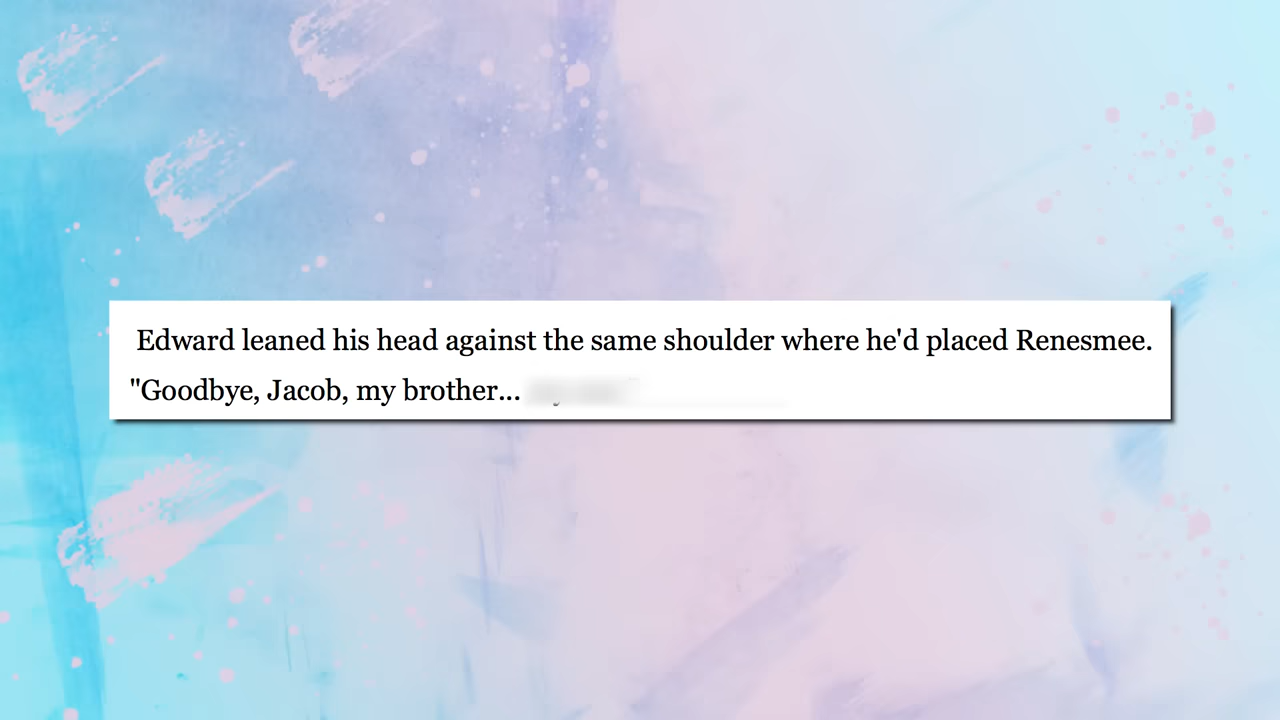 Edward leaned his head against the same shoulder where he'd placed Renesmee.
"Goodbye, Jacob, my brother...